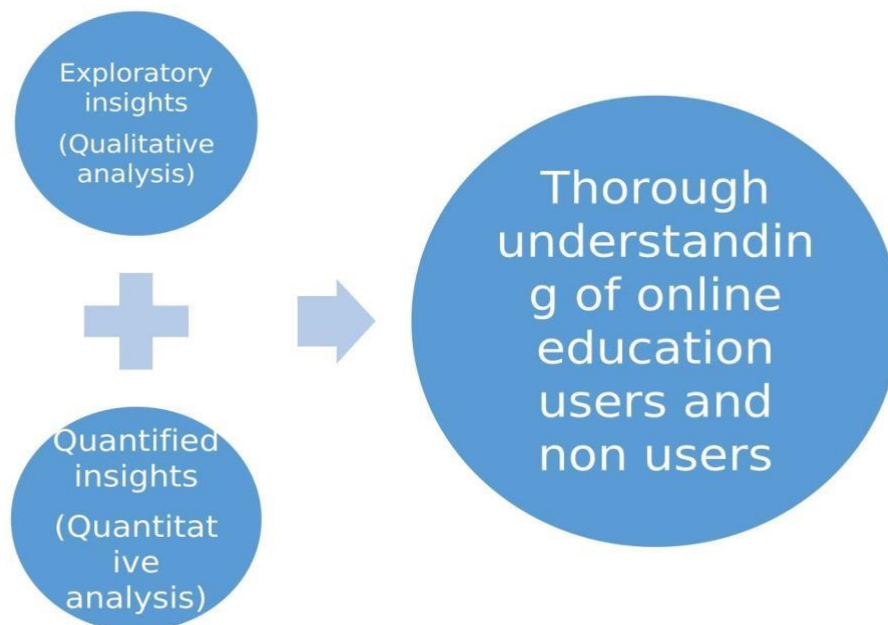 Exploratory
insights
(Qualitative
analysis)
Quantified
insights
(Quantitat
ive
analysis)
Thorough
understandin
g of online
education
users and
non users